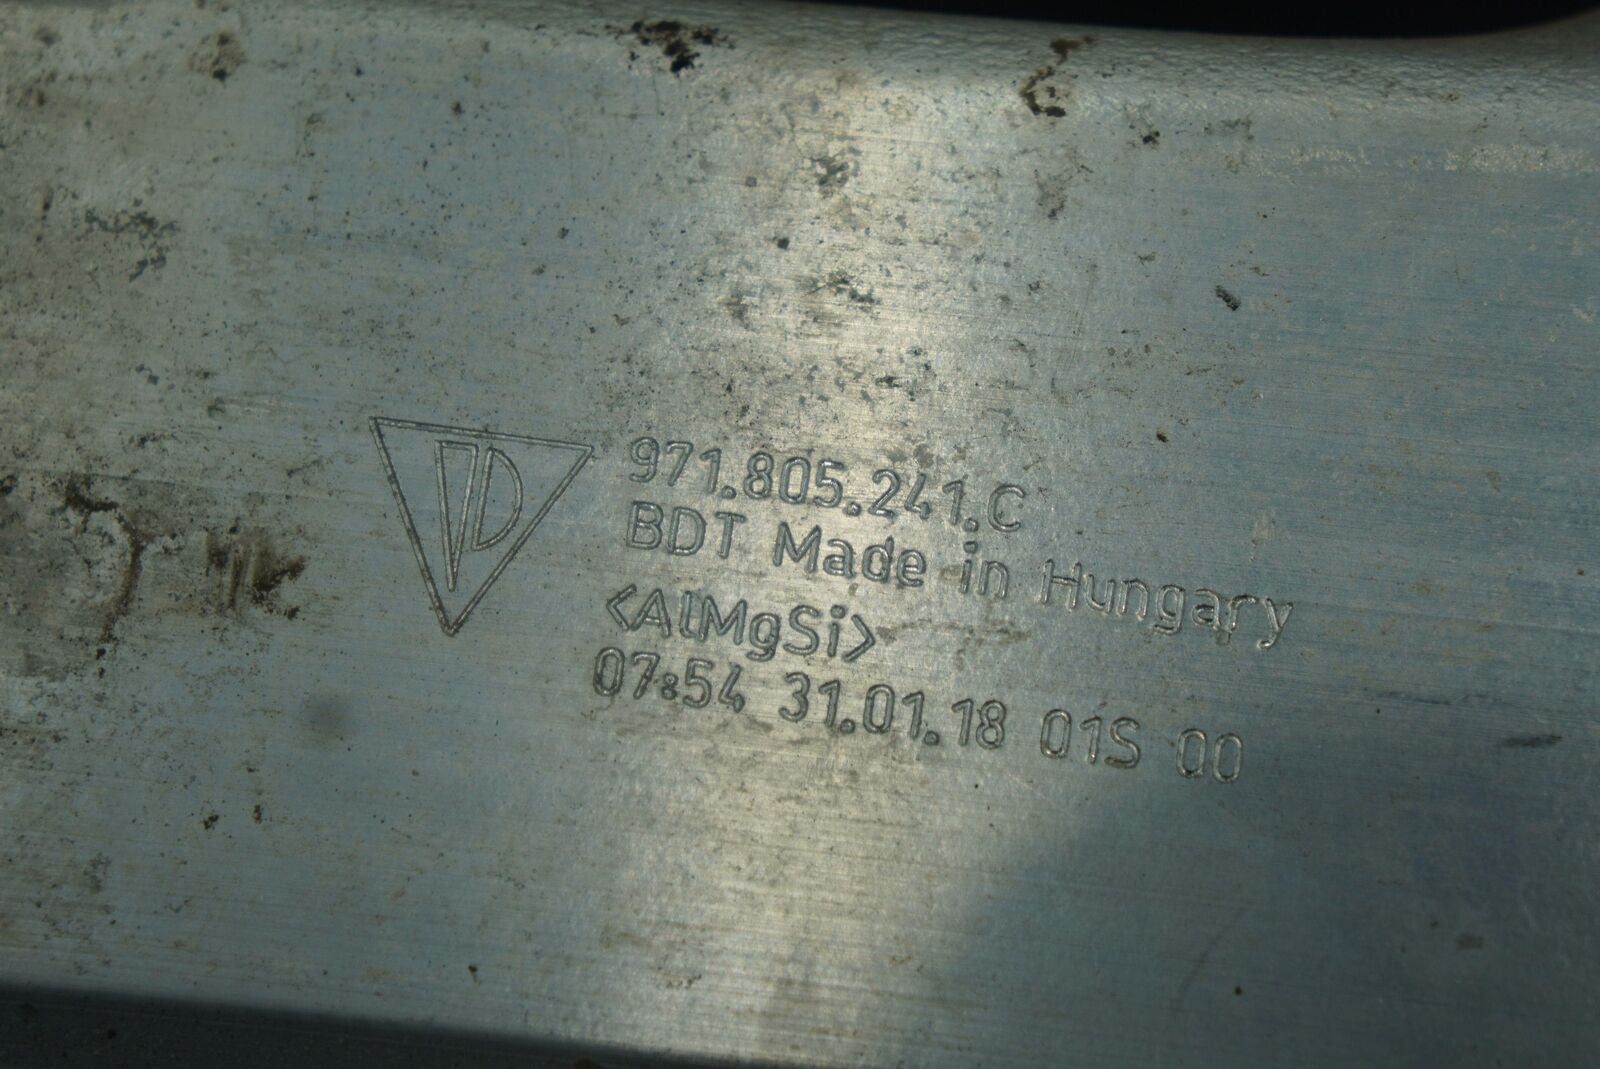 971.805.241.C
BDT Made in Hungary
<AlMgSi>
07:54 31.01.18 01S 00